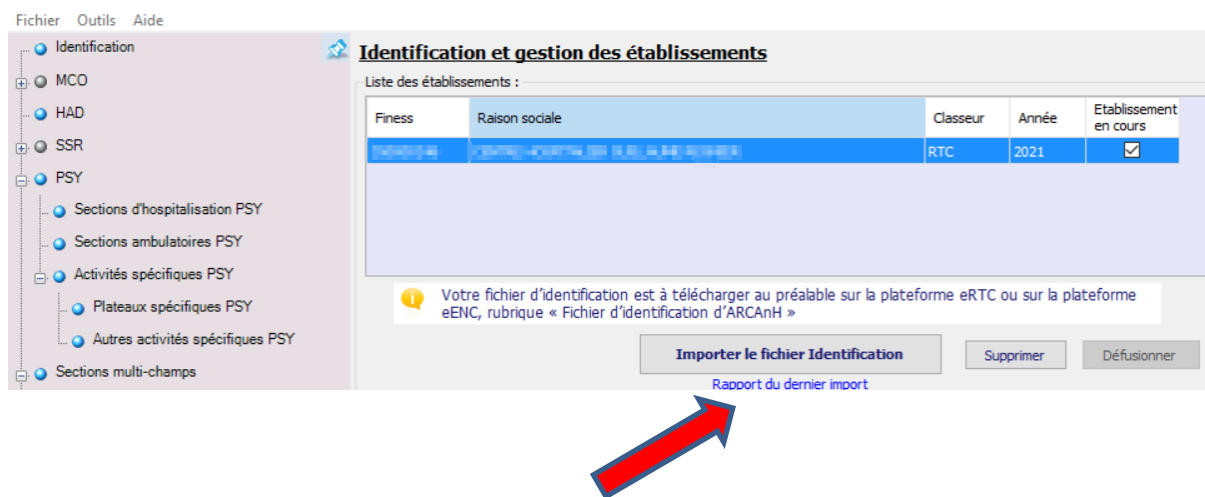 Fichier Outils Aide
Identification
MCO
HAD
SSR
PSY
Sections d'hospitalisation PSY
Sections ambulatoires PSY
Activités spécifiques PSY
Plateaux spécifiques PSY
Autres activités spécifiques PSY
Sections multi-champs
Identification et gestion des établissements
Liste des établissements :
Finess Raison sociale Classeur Année Etablissement en cours
RTC 2021
Votre fichier d'identification est à télécharger au préalable sur la plateforme eRTC ou sur la plateforme
eENC, rubrique « Fichier d'identification d'ARCAnH »
Importer le fichier Identification Supprimer Défusionner
Rapport du dernier import